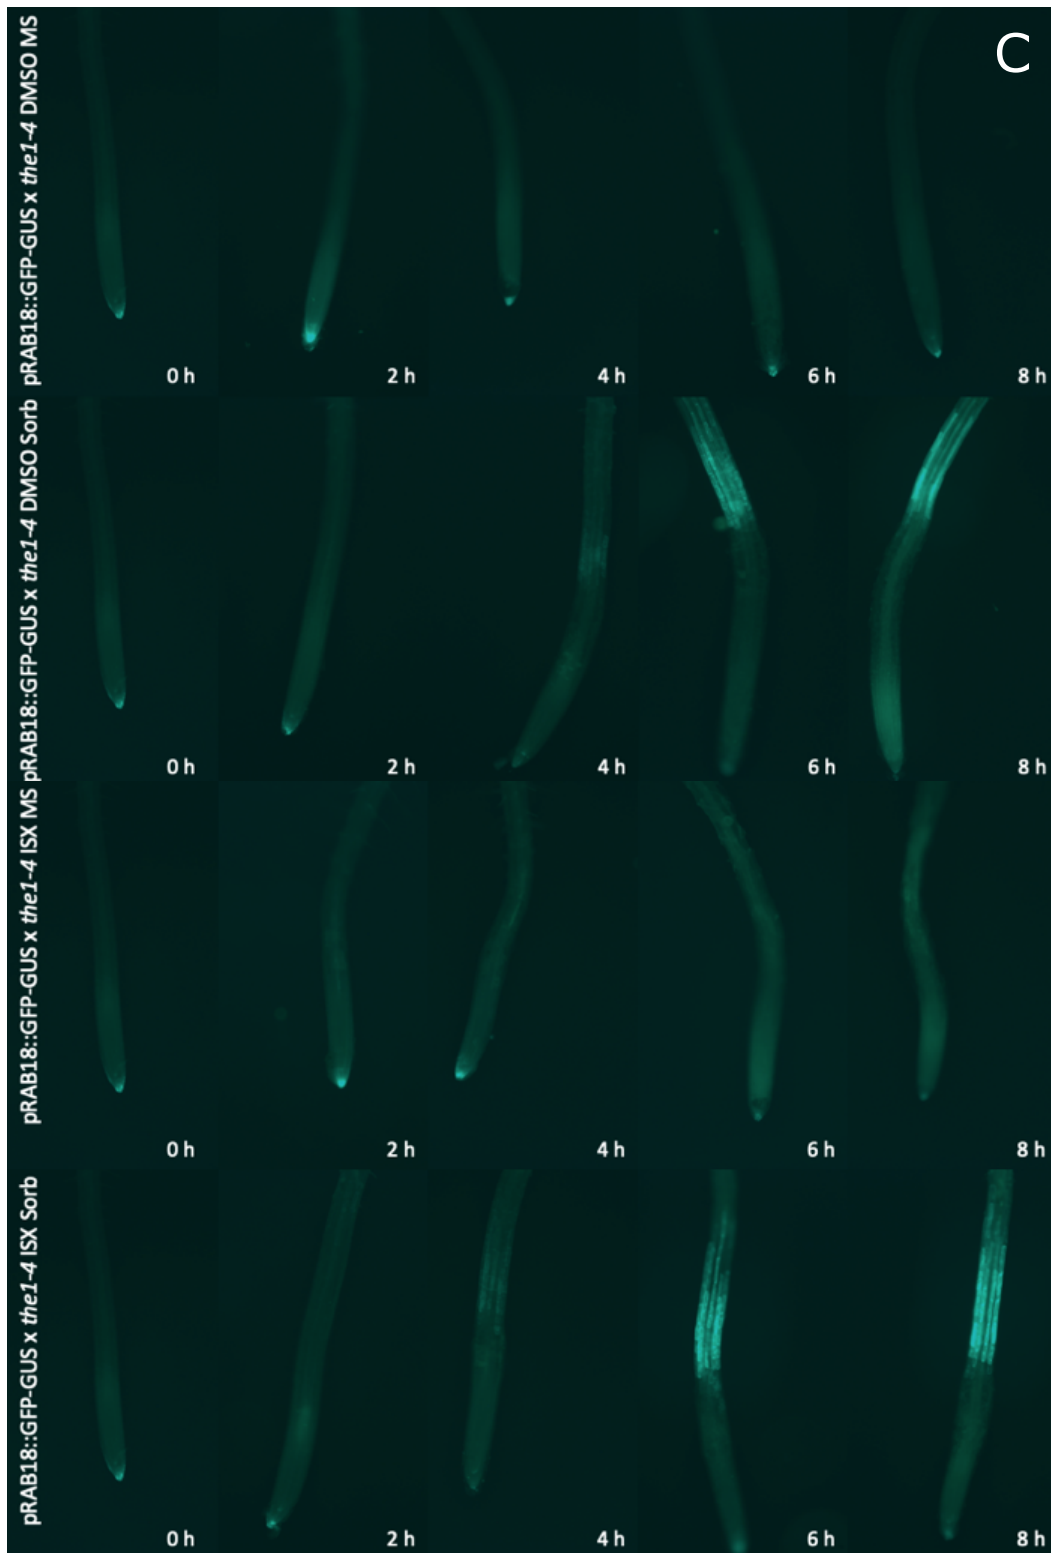 C
pRAB18::GFP-GUS x the1-4 DMSO MS
0 h
2 h
4 h
6 h
8 h
pRAB18::GFP-GUS x the1-4 DMSO Sorb
0 h
2 h
4 h
6 h
8 h
pRAB18::GFP-GUS x the1-4 ISX MS
0 h
2 h
4 h
6 h
8 h
pRAB18::GFP-GUS x the1-4 ISX Sorb
0 h
2 h
4 h
6 h
8 h